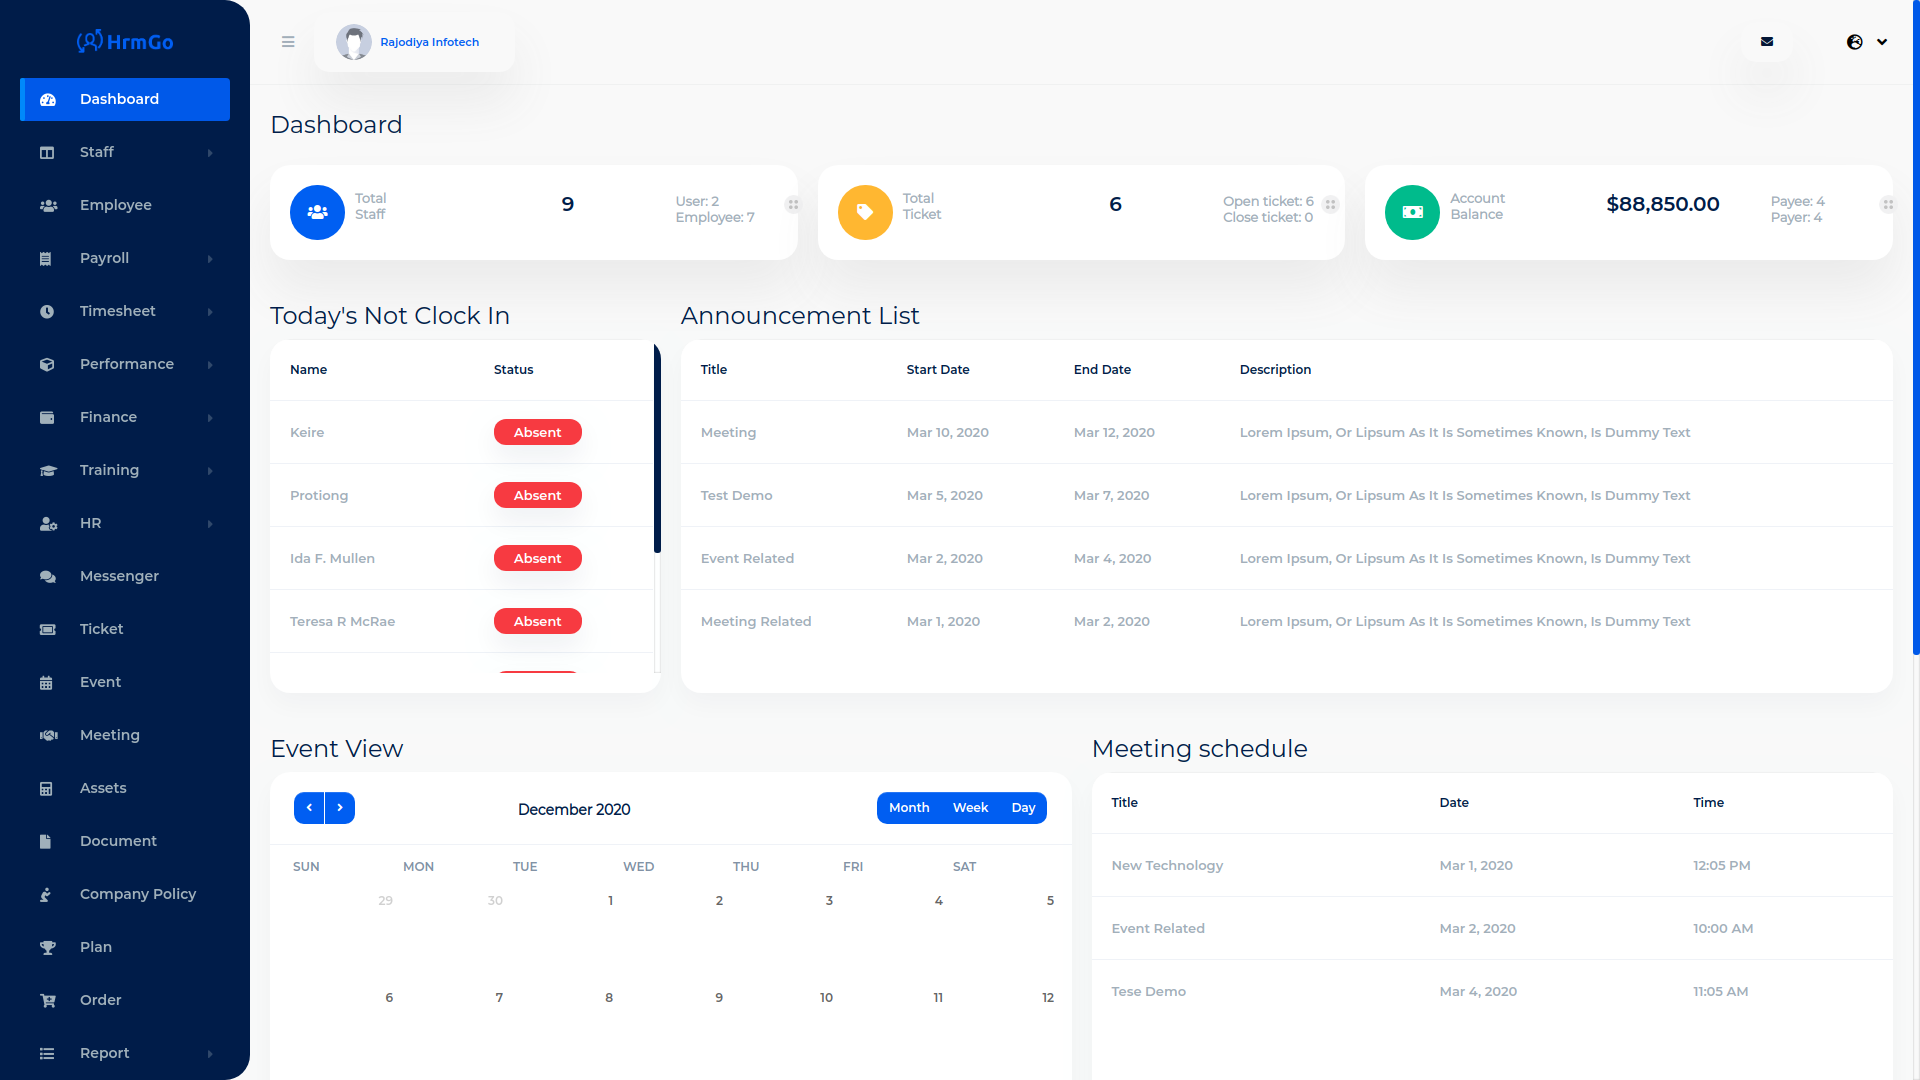 HrmGo
Rajodiya Infotech
Dashboard
Staff
Employee
Payroll
Timesheet
Performance
Finance
Training
HR
Messenger
Ticket
Event
Meeting
Assets
Document
Company Policy
Plan
Order
Report
Dashboard
Total
Staff
9
User: 2
Employee: 7
Total
Ticket
6
Open ticket: 6
Close ticket: 0
Account
Balance
$88,850.00
Payee: 4
Payer: 4
Today's Not Clock In
Name Status
Keire Absent
Protiong Absent
Ida F. Mullen Absent
Teresa R McRae Absent
Announcement List
Title Start Date End Date Description
Meeting Mar 10, 2020 Mar 12, 2020 Lorem Ipsum, Or Lipsum As It Is Sometimes Known, Is Dummy Text
Test Demo Mar 5, 2020 Mar 7, 2020 Lorem Ipsum, Or Lipsum As It Is Sometimes Known, Is Dummy Text
Event Related Mar 2, 2020 Mar 4, 2020 Lorem Ipsum, Or Lipsum As It Is Sometimes Known, Is Dummy Text
Meeting Related Mar 1, 2020 Mar 2, 2020 Lorem Ipsum, Or Lipsum As It Is Sometimes Known, Is Dummy Text
Event View
December 2020
Month Week Day
SUN MON TUE WED THU FRI SAT
29 30 1 2 3 4 5
6 7 8 9 10 11 12
Meeting schedule
Title Date Time
New Technology Mar 1, 2020 12:05 PM
Event Related Mar 2, 2020 10:00 AM
Tese Demo Mar 4, 2020 11:05 AM